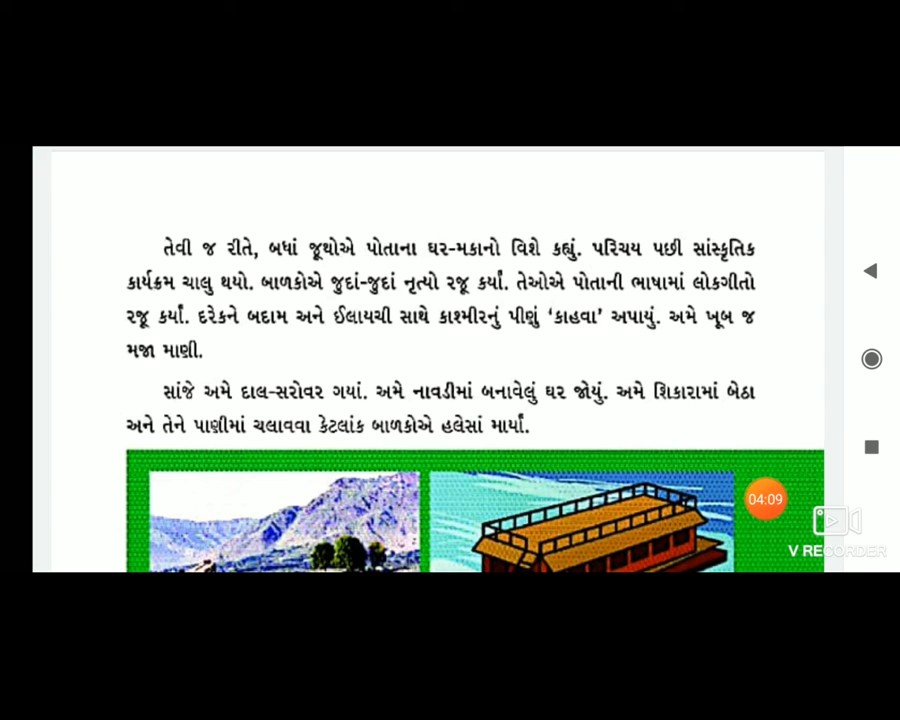 તેવી જ રીતે, બધાં જૂથોએ પોતાના ઘર-મકાનો વિશે કહ્યું. પરિચય પછી સાંસ્કૃતિક
કાર્યક્રમ ચાલુ થયો. બાળકોએ જુદાં-જુદાં નૃત્યો રજૂ કર્યાં. તેઓએ પોતાની ભાષામાં લોકગીતો
રજૂ કર્યાં. દરેકને બદામ અને ઈલાયચી સાથે કાશ્મીરનું પીણું ‘કાહવા’ અપાયું. અમે ખૂબ જ
મજા માણી.
સાંજે અમે દાલ-સરોવર ગયાં. અમે નાવડીમાં બનાવેલું ઘર જોયું. અમે શિકારામાં બેઠા
અને તેને પાણીમાં ચલાવવા કેટલાંક બાળકોએ હલેસાં માર્યાં.
04:09
V RECORDER